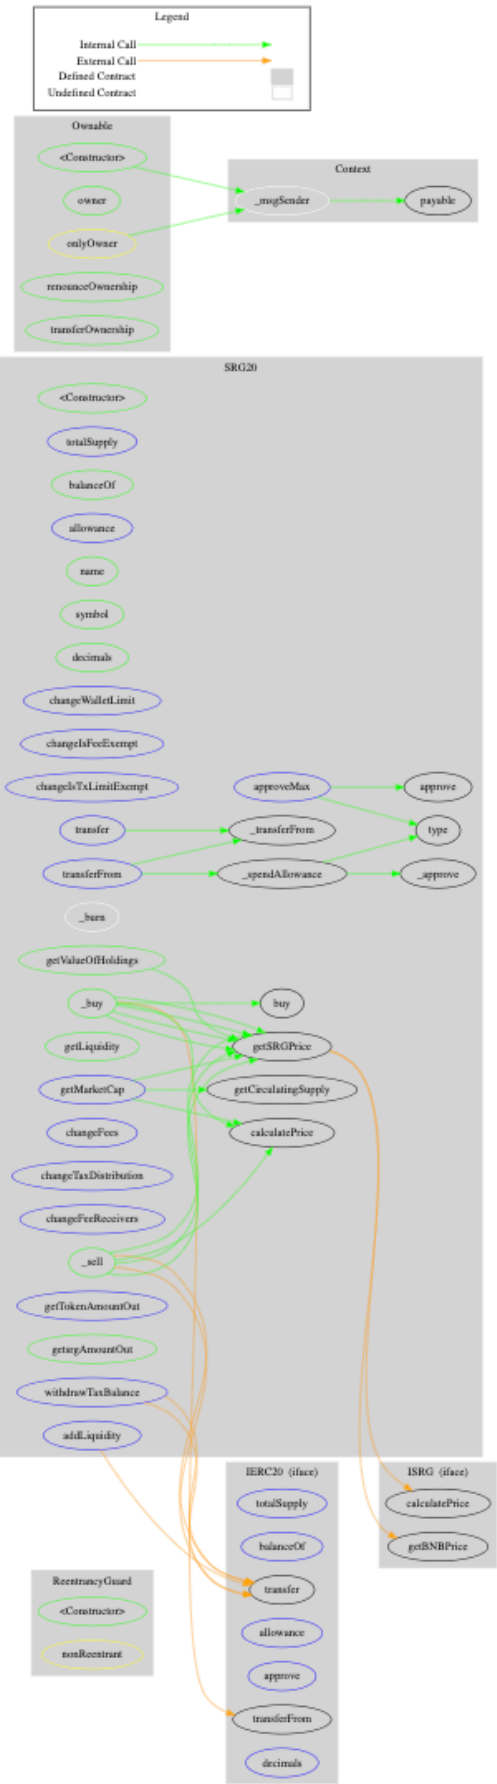 Legend
Internal Call
External Call
Defined Contract
Undefined Contract
Ownable
<Constructor>
owner
onlyOwner
renounceOwnership
transferOwnership
Context
_msgSender
payable
SRG20
<Constructor>
totalSupply
balanceOf
allowance
name
symbol
decimals
changeWalletLimit
changeIsFeeExempt
changeIsTxLimitExempt
approveMax
approve
transfer
_transferFrom
type
transferFrom
_spendAllowance
_approve
_burn
getValueOfHoldings
_buy
buy
getLiquidity
getSRGPrice
getMarketCap
getCirculatingSupply
changeFees
calculatePrice
changeTaxDistribution
changeFeeReceivers
_sell
getTokenAmountOut
getsrgAmountOut
withdrawTaxBalance
addLiquidity
IERC20 (iface)
totalSupply
balanceOf
transfer
allowance
approve
transferFrom
decimals
ISRG (iface)
calculatePrice
getBNBPrice
ReentrancyGuard
<Constructor>
nonReentrant